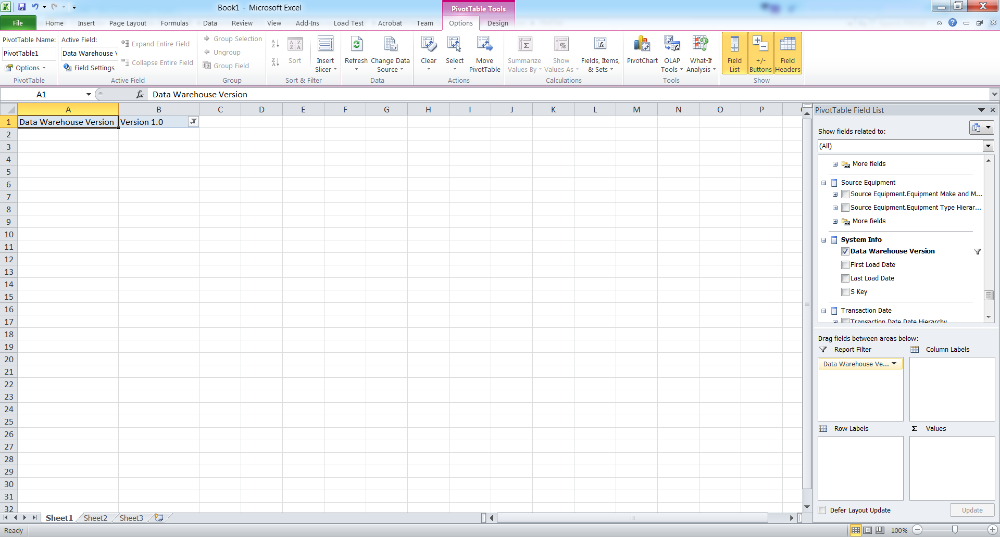 Book1 - Microsoft Excel
PivotTable Tools
File Home Insert Page Layout Formulas Data Review View Add-Ins Load Test Acrobat Team Options Design
PivotTable Name:
PivotTable1
Options
PivotTable
Active Field:
Data Warehouse V
Field Settings
Expand Entire Field
Collapse Entire Field
Active Field
Group Selection
Ungroup
Group Field
Group
Sort
Insert
Slicer
Sort & Filter
Refresh
Change Data
Source
Data
Clear
Select
Move
PivotTable
Actions
Summarize
Values By
Show
Values As
Fields, Items,
& Sets
Calculations
PivotChart
OLAP
Tools
What-If
Analysis
Tools
Field
List
+/-
Buttons
Field
Headers
Show
A1 fx Data Warehouse Version
A B C D E F G H I J K L M N O P
1 Data Warehouse Version Version 1.0
2
3
4
5
6
7
8
9
10
11
12
13
14
15
16
17
18
19
20
21
22
23
24
25
26
27
28
29
30
31
32
PivotTable Field List
Show fields related to:
(All)
More fields
Source Equipment
Source Equipment.Equipment Make and M...
Source Equipment.Equipment Type Hierar...
More fields
System Info
Data Warehouse Version
First Load Date
Last Load Date
S Key
Transaction Date
Transaction Date.Date Hierarchy
Drag fields between areas below:
Report Filter Column Labels
Data Warehouse Ve...
Row Labels Σ Values
Defer Layout Update Update
Sheet1 Sheet2 Sheet3
Ready 100%